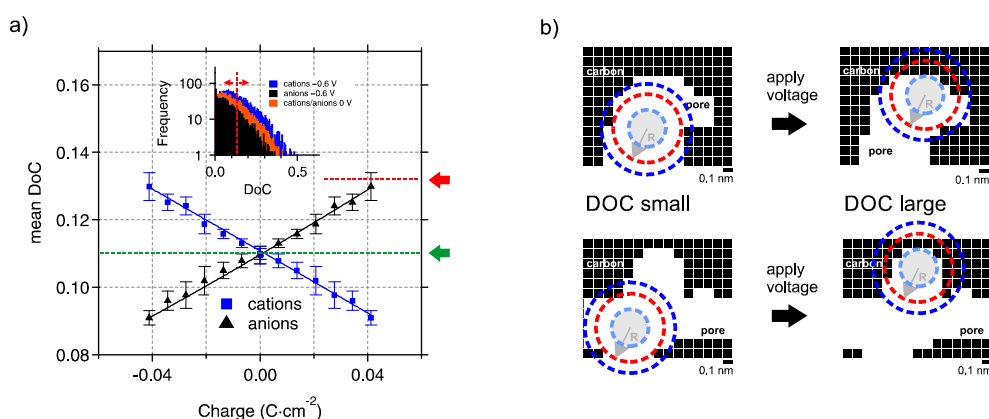 a)
mean DoC
0.16
0.14
0.12
0.10
0.08
-0.04
0.00
0.04
Charge (C·cm⁻²)
cations
anions
Frequency
100
10
1
0.0
0.5
DoC
cations −0.6 V
anions −0.6 V
cations/anions 0 V
b)
carbon
pore
R
0.1 nm
apply
voltage
carbon
pore
R
0.1 nm
DOC small
DOC large
carbon
pore
R
0.1 nm
apply
voltage
carbon
pore
R
0.1 nm